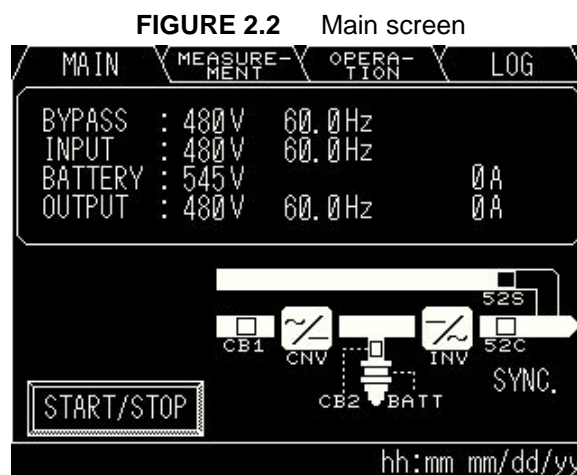 FIGURE 2.2 Main screen
MAIN MEASURE-MENT OPERA-TION LOG
BYPASS : 480V 60.0Hz
INPUT : 480V 60.0Hz
BATTERY : 545V 0A
OUTPUT : 480V 60.0Hz 0A
52S
CB1 CNV INV 52C
CB2 BATT SYNC.
START/STOP
hh:mm mm/dd/yy